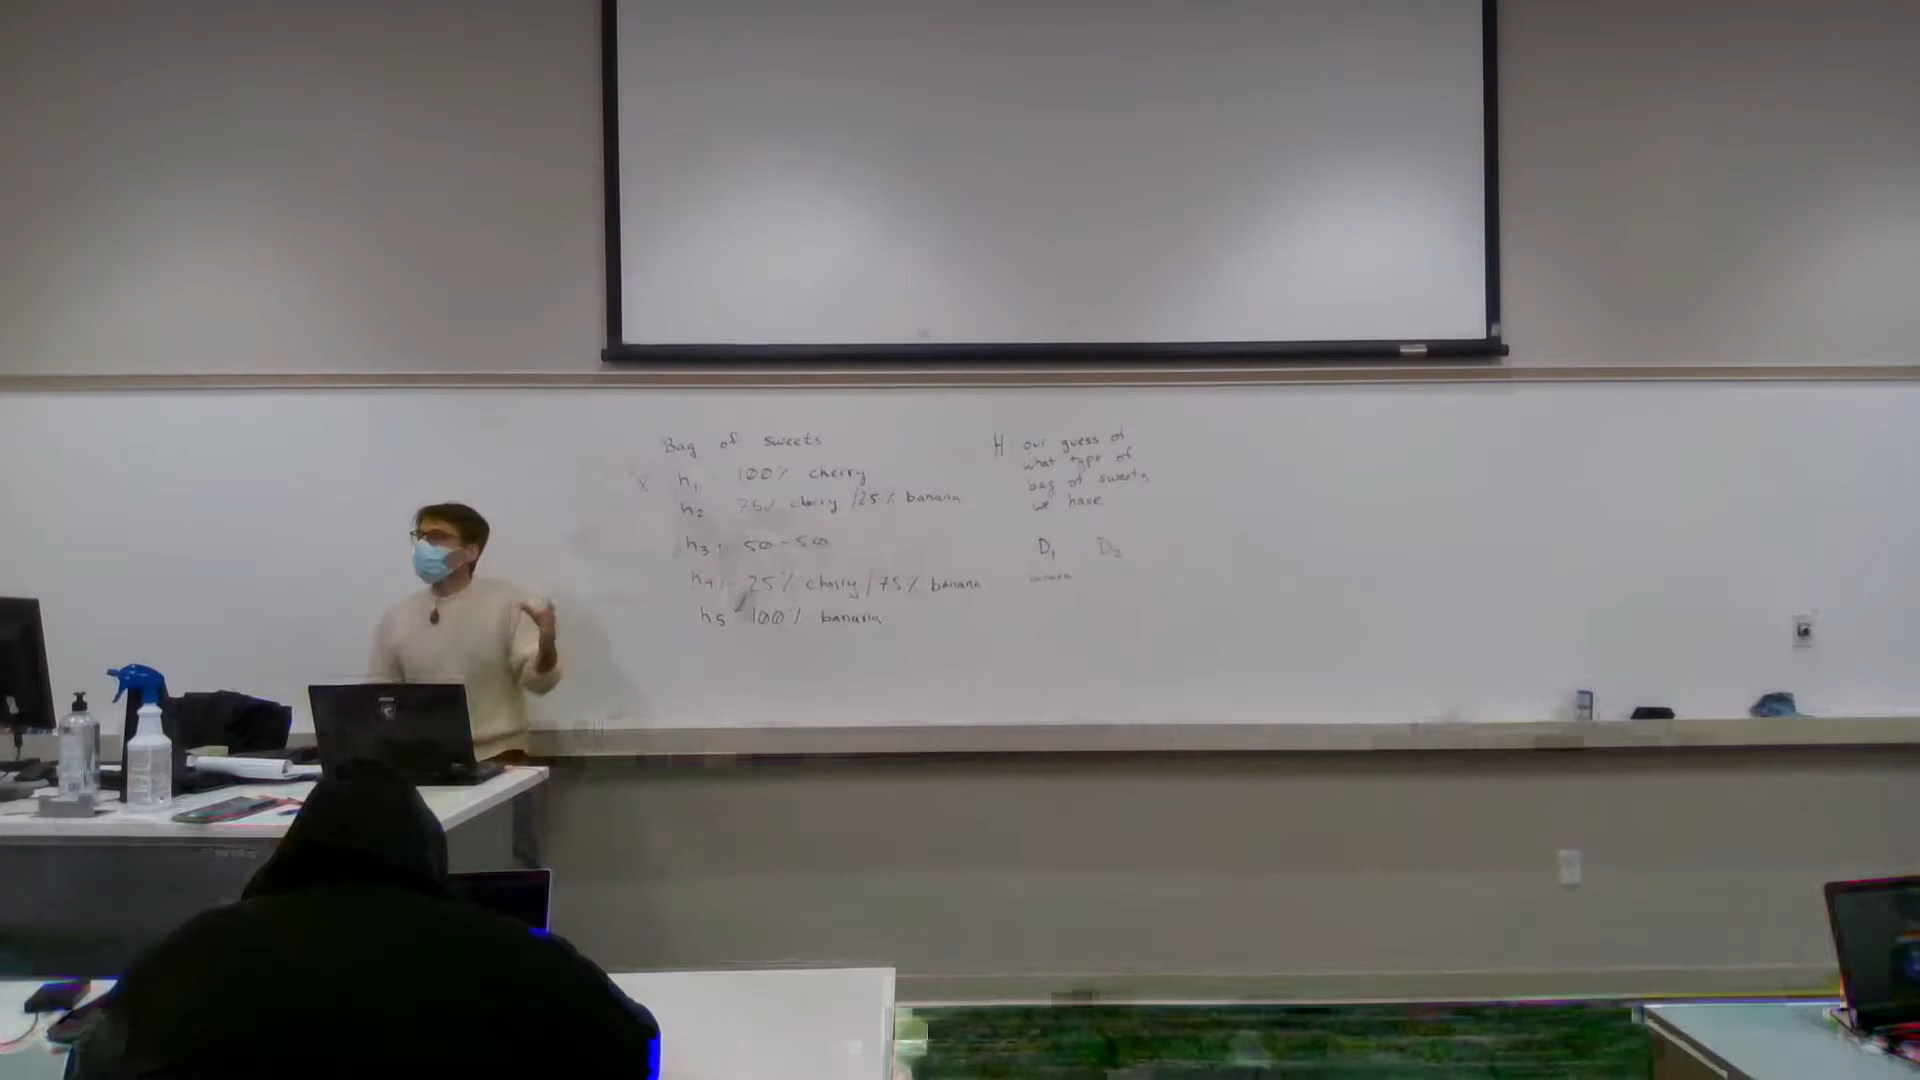 Bag of sweets
X h1 : 100% cherry
h2 75% cherry /25% banana
h3 : 50-50
h4 : 25% cherry / 75% banana
h5 100% banana
H our guess of
what type of
bag of sweets
we have
D1 D2
banana